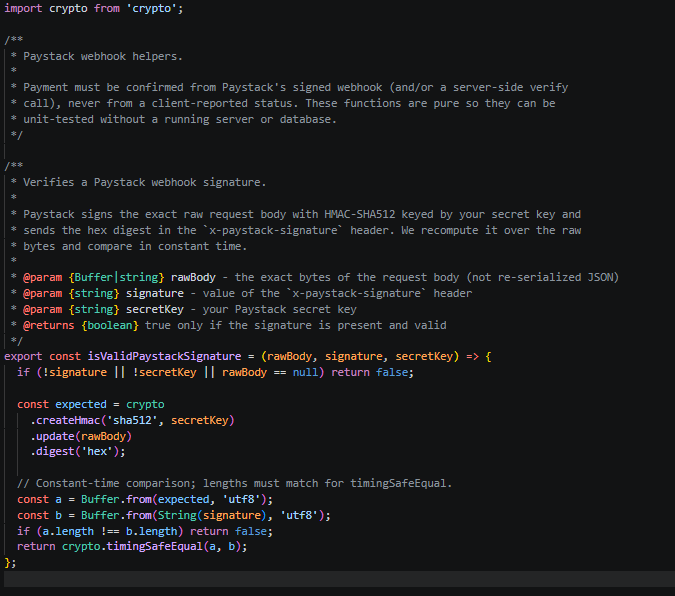 import crypto from 'crypto';
/**
 * Paystack webhook helpers.
 *
 * Payment must be confirmed from Paystack's signed webhook (and/or a server-side verify
 * call), never from a client-reported status. These functions are pure so they can be
 * unit-tested without a running server or database.
 */
/**
 * Verifies a Paystack webhook signature.
 *
 * Paystack signs the exact raw request body with HMAC-SHA512 keyed by your secret key and
 * sends the hex digest in the `x-paystack-signature` header. We recompute it over the raw
 * bytes and compare in constant time.
 *
 * @param {Buffer|string} rawBody - the exact bytes of the request body (not re-serialized JSON)
 * @param {string} signature - value of the `x-paystack-signature` header
 * @param {string} secretKey - your Paystack secret key
 * @returns {boolean} true only if the signature is present and valid
 */
export const isValidPaystackSignature = (rawBody, signature, secretKey) => {
  if (!signature || !secretKey || rawBody == null) return false;
  const expected = crypto
    .createHmac('sha512', secretKey)
    .update(rawBody)
    .digest('hex');
  // Constant-time comparison; lengths must match for timingSafeEqual.
  const a = Buffer.from(expected, 'utf8');
  const b = Buffer.from(String(signature), 'utf8');
  if (a.length !== b.length) return false;
  return crypto.timingSafeEqual(a, b);
};